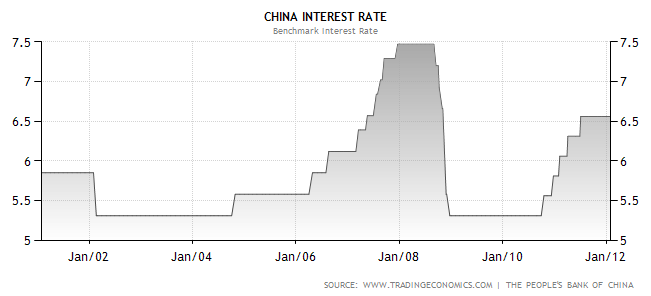 CHINA INTEREST RATE
Benchmark Interest Rate
7.5 7.5
7 7
6.5 6.5
6 6
5.5 5.5
5 5
Jan/02 Jan/04 Jan/06 Jan/08 Jan/10 Jan/12
SOURCE: WWW.TRADINGECONOMICS.COM | THE PEOPLE'S BANK OF CHINA